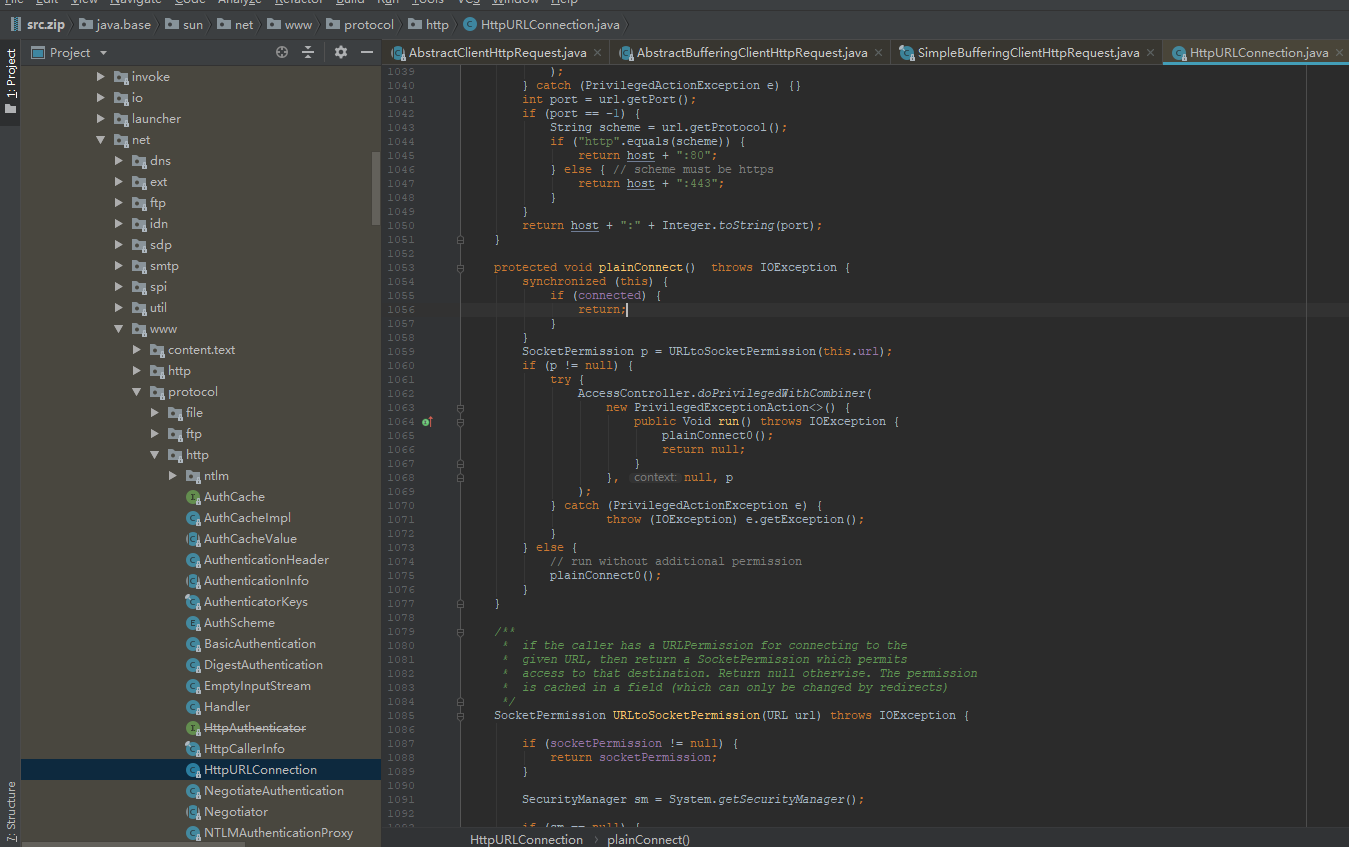 File Edit View Navigate Code Analyze Refactor Build Run Tools VCS Window Help
src.zip java.base sun net www protocol http HttpURLConnection.java
Project
AbstractClientHttpRequest.java AbstractBufferingClientHttpRequest.java SimpleBufferingClientHttpRequest.java HttpURLConnection.java
1: Project
7: Structure
invoke
io
launcher
net
dns
ext
ftp
idn
sdp
smtp
spi
util
www
content.text
http
protocol
file
ftp
http
ntlm
AuthCache
AuthCacheImpl
AuthCacheValue
AuthenticationHeader
AuthenticationInfo
AuthenticatorKeys
AuthScheme
BasicAuthentication
DigestAuthentication
EmptyInputStream
Handler
HttpAuthenticator
HttpCallerInfo
HttpURLConnection
NegotiateAuthentication
Negotiator
NTLMAuthenticationProxy
1039 );
1040 } catch (PrivilegedActionException e) {}
1041 int port = url.getPort();
1042 if (port == -1) {
1043 String scheme = url.getProtocol();
1044 if ("http".equals(scheme)) {
1045 return host + ":80";
1046 } else { // scheme must be https
1047 return host + ":443";
1048 }
1049 }
1050 return host + ":" + Integer.toString(port);
1051 }
1052
1053 protected void plainConnect() throws IOException {
1054 synchronized (this) {
1055 if (connected) {
1056 return;
1057 }
1058 }
1059 SocketPermission p = URLtoSocketPermission(this.url);
1060 if (p != null) {
1061 try {
1062 AccessController.doPrivilegedWithCombiner(
1063 new PrivilegedExceptionAction<>() {
1064 public Void run() throws IOException {
1065 plainConnect0();
1066 return null;
1067 }
1068 }, context: null, p
1069 );
1070 } catch (PrivilegedActionException e) {
1071 throw (IOException) e.getException();
1072 }
1073 } else {
1074 // run without additional permission
1075 plainConnect0();
1076 }
1077 }
1078
1079 /**
1080 * if the caller has a URLPermission for connecting to the
1081 * given URL, then return a SocketPermission which permits
1082 * access to that destination. Return null otherwise. The permission
1083 * is cached in a field (which can only be changed by redirects)
1084 */
1085 SocketPermission URLtoSocketPermission(URL url) throws IOException {
1086
1087 if (socketPermission != null) {
1088 return socketPermission;
1089 }
1090
1091 SecurityManager sm = System.getSecurityManager();
1092
1093 if (sm == null) {
HttpURLConnection plainConnect()